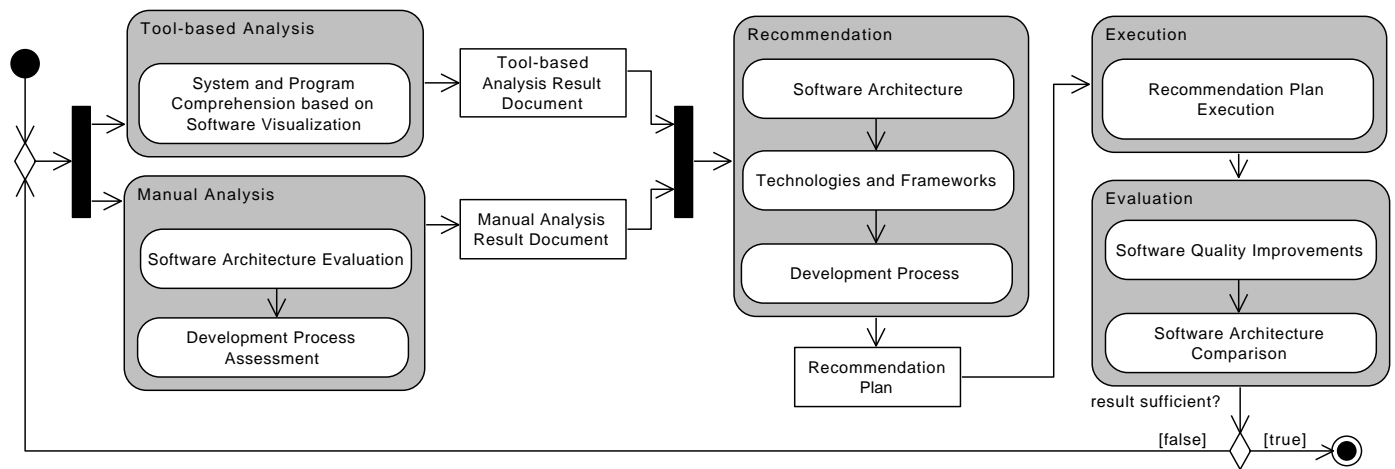 Tool-based Analysis
System and Program
Comprehension based on
Software Visualization
Manual Analysis
Software Architecture Evaluation
Development Process
Assessment
Tool-based
Analysis Result
Document
Manual Analysis
Result Document
Recommendation
Software Architecture
Technologies and Frameworks
Development Process
Recommendation
Plan
Execution
Recommendation Plan
Execution
Evaluation
Software Quality Improvements
Software Architecture
Comparison
result sufficient?
[false]
[true]